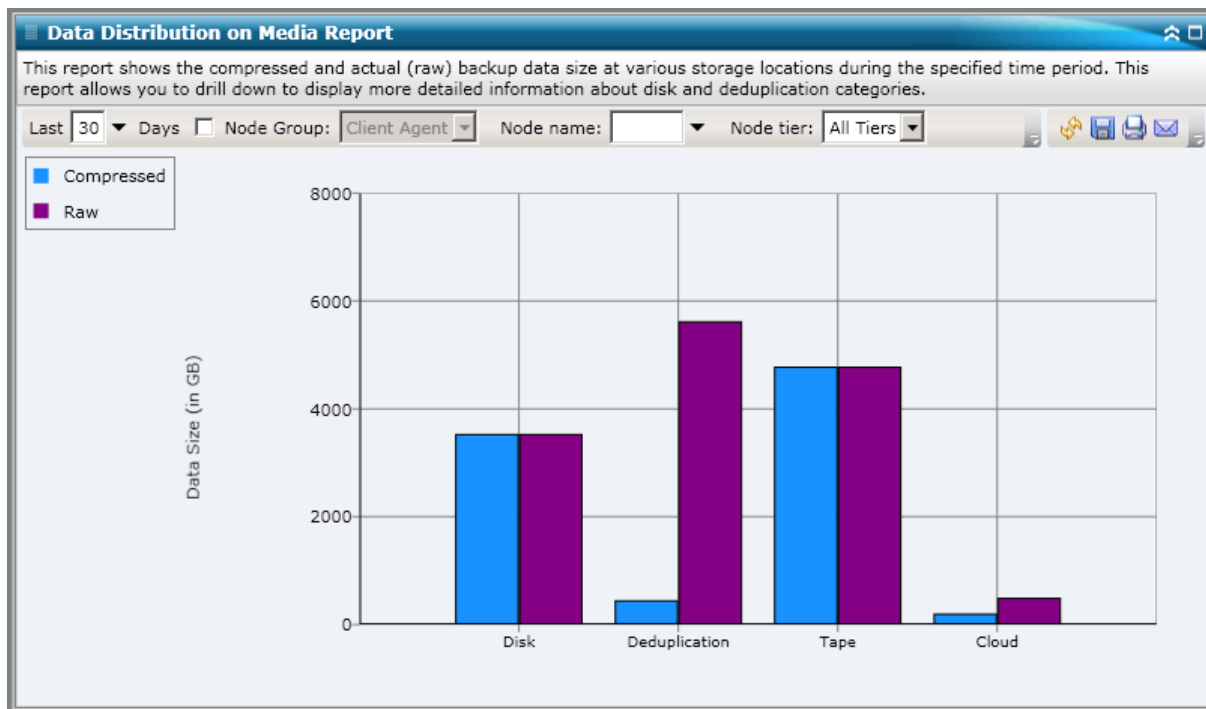 Data Distribution on Media Report
This report shows the compressed and actual (raw) backup data size at various storage locations during the specified time period. This
report allows you to drill down to display more detailed information about disk and deduplication categories.
Last 30 Days Node Group: Client Agent Node name: Node tier: All Tiers
Compressed
Raw
8000
6000
4000
2000
0
Data Size (in GB)
Disk Deduplication Tape Cloud